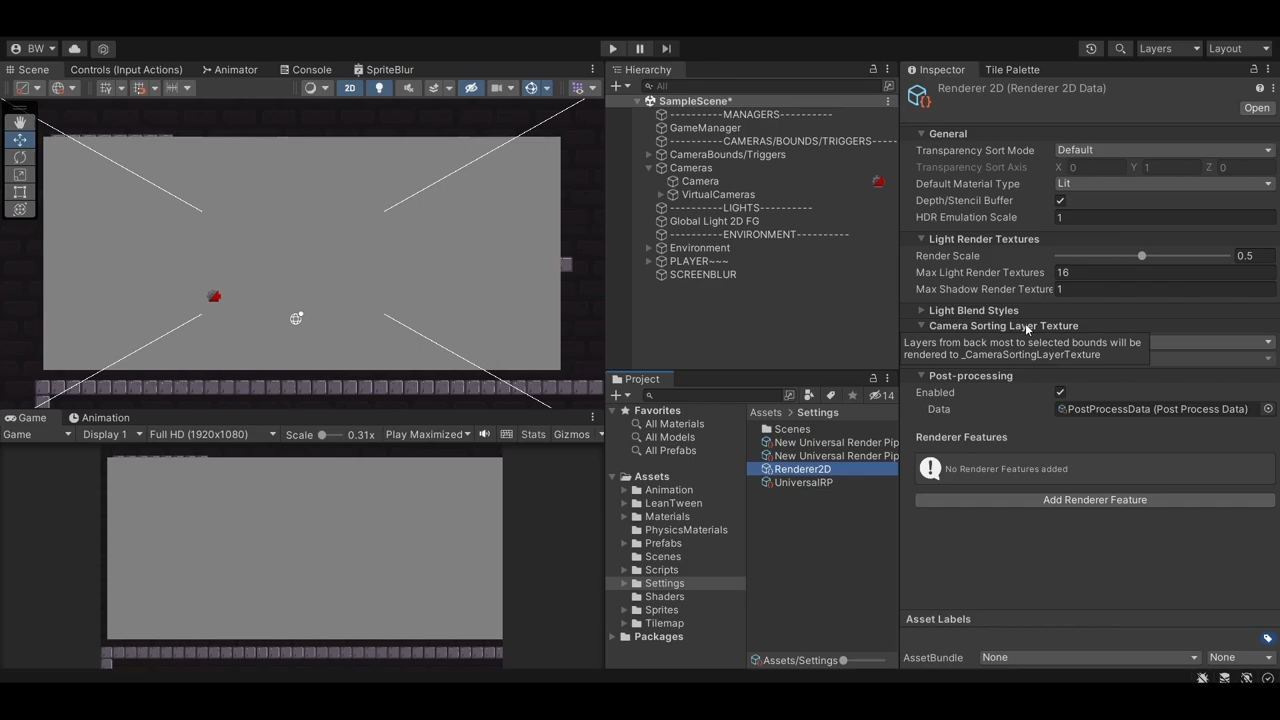 BW
Layers
Layout
Scene
Controls (Input Actions)
Animator
Console
SpriteBlur
Hierarchy
Inspector
Tile Palette
2D
All
SampleScene*
----------MANAGERS----------
GameManager
----------CAMERAS/BOUNDS/TRIGGERS----
CameraBounds/Triggers
Cameras
Camera
VirtualCameras
----------LIGHTS---------
Global Light 2D FG
----------ENVIRONMENT---------
Environment
PLAYER~~~
SCREENBLUR
Renderer 2D (Renderer 2D Data)
Open
General
Transparency Sort Mode
Default
Transparency Sort Axis
X 0
Y 1
Z 0
Default Material Type
Lit
Depth/Stencil Buffer
HDR Emulation Scale
1
Light Render Textures
Render Scale
0.5
Max Light Render Textures
16
Max Shadow Render Texture
1
Light Blend Styles
Camera Sorting Layer Texture
Layers from back most to selected bounds will be
rendered to _CameraSortingLayerTexture
Post-processing
Enabled
Data
PostProcessData (Post Process Data)
Renderer Features
No Renderer Features added
Add Renderer Feature
Asset Labels
AssetBundle
None
None
Game
Animation
Game
Display 1
Full HD (1920x1080)
Scale
0.31x
Play Maximized
Stats
Gizmos
Project
14
Favorites
All Materials
All Models
All Prefabs
Assets
Animation
LeanTween
Materials
PhysicsMaterials
Prefabs
Scenes
Scripts
Settings
Shaders
Sprites
Tilemap
Packages
Assets > Settings
Scenes
New Universal Render Pip
New Universal Render Pip
Renderer2D
UniversalRP
Assets/Settings